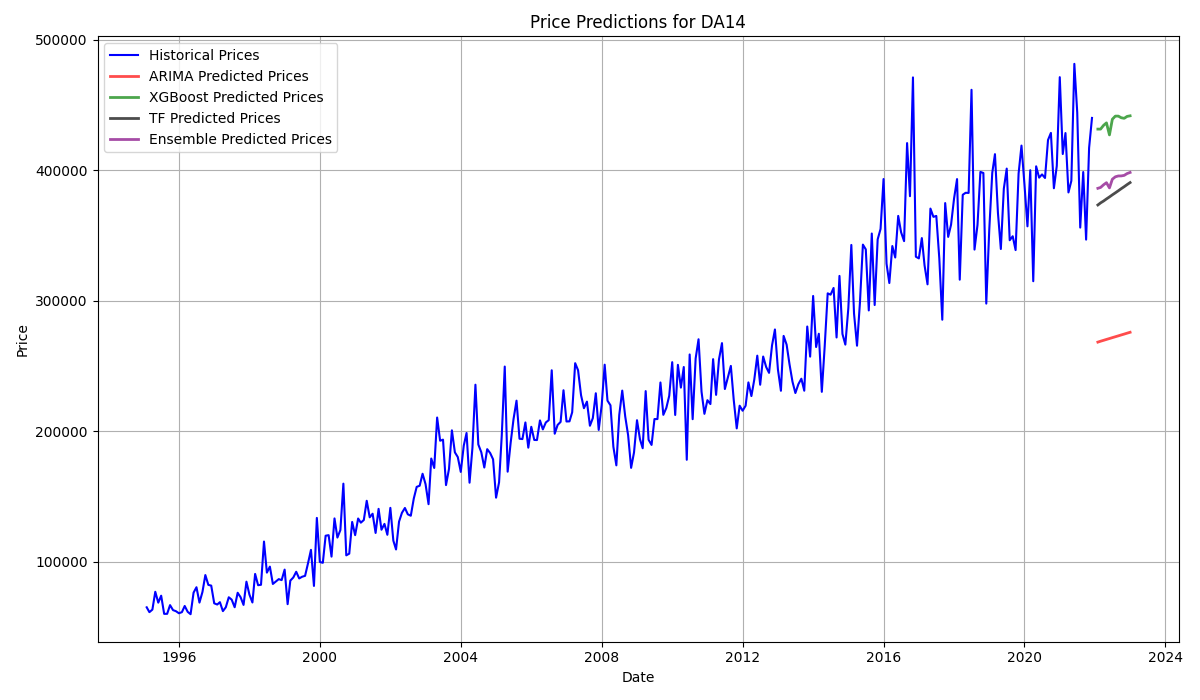 Price Predictions for DA14
Historical Prices
ARIMA Predicted Prices
XGBoost Predicted Prices
TF Predicted Prices
Ensemble Predicted Prices
500000
400000
300000
200000
100000
Price
1996 2000 2004 2008 2012 2016 2020 2024
Date